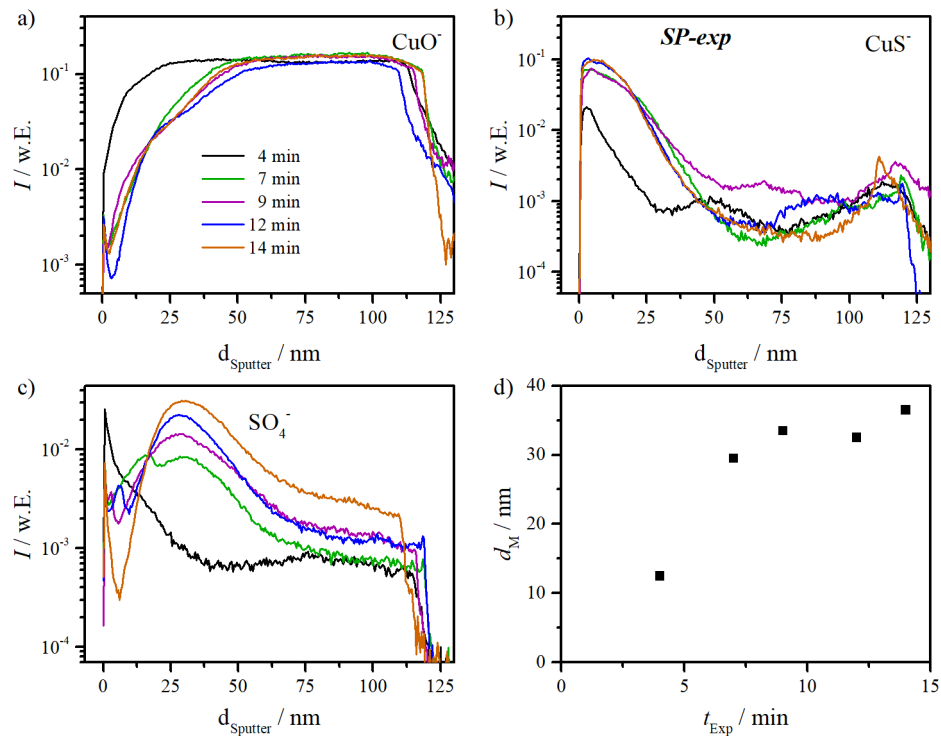 a)
CuO⁻
I / w.E.
10⁻¹
10⁻²
10⁻³
4 min
7 min
9 min
12 min
14 min
0 25 50 75 100 125
d_Sputter / nm
b)
SP-exp
CuS⁻
I / w.E.
10⁰
10⁻¹
10⁻²
10⁻³
10⁻⁴
0 25 50 75 100 125
d_Sputter / nm
c)
SO₄⁻
I / w.E.
10⁻²
10⁻³
10⁻⁴
0 25 50 75 100 125
d_Sputter / nm
d)
d_M / nm
40
30
20
10
0
0 5 10 15
t_Exp / min